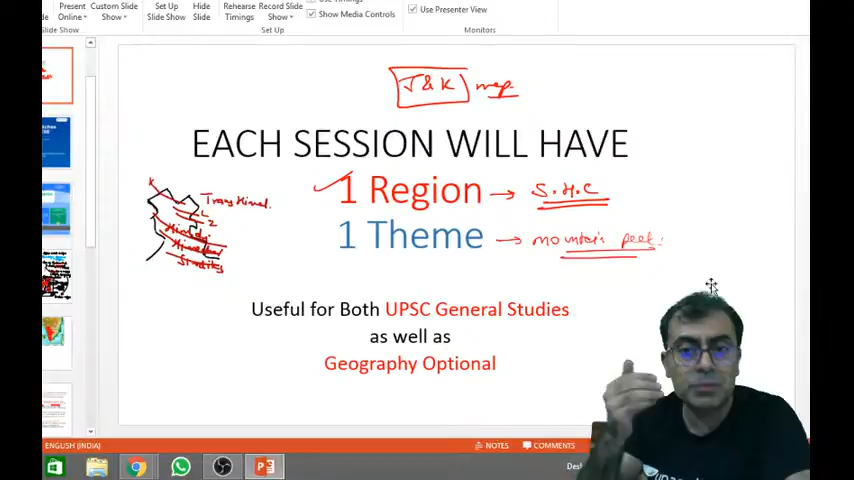 Present Online
Custom Slide Show
Set Up Slide Show
Hide Slide
Rehearse Timings
Record Slide Show
Show Media Controls
Use Presenter View
Set Up
Monitors
J & K map
EACH SESSION WILL HAVE
1 Region → S.H.C
1 Theme → mountain peak
K
L
Z
Useful for Both UPSC General Studies
as well as
Geography Optional
ENGLISH (INDIA)
NOTES
COMMENTS